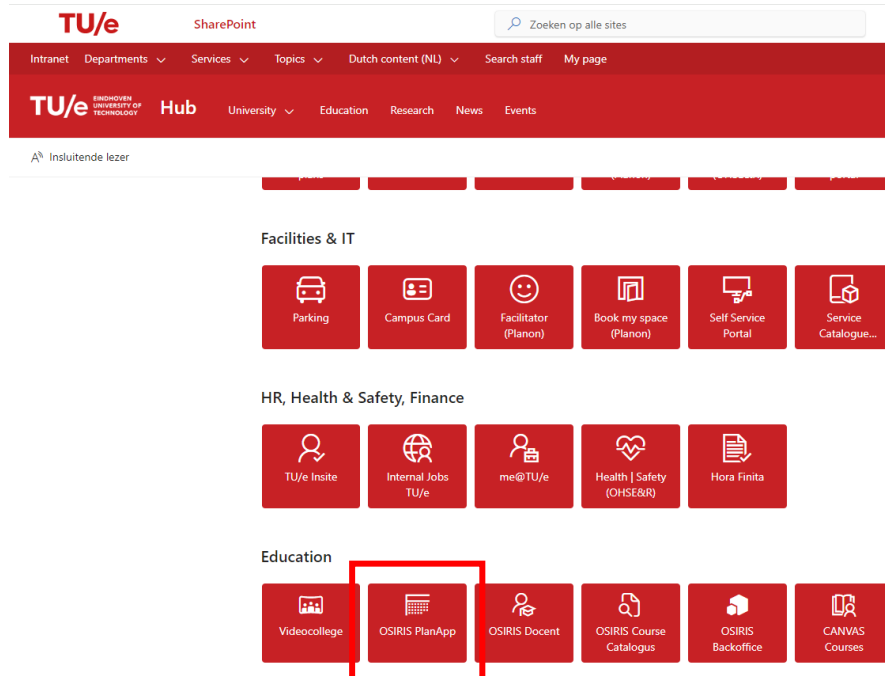 TU/e SharePoint Zoeken op alle sites
Intranet Departments Services Topics Dutch content (NL) Search staff My page
TU/e EINDHOVEN UNIVERSITY OF TECHNOLOGY Hub University Education Research News Events
Insluitende lezer
Facilities & IT
Parking
Campus Card
Facilitator
(Planon)
Book my space
(Planon)
Self Service
Portal
Service
Catalogue...
HR, Health & Safety, Finance
TU/e Insite
Internal Jobs
TU/e
me@TU/e
Health | Safety
(OHSE&R)
Hora Finita
Education
Videocollege
OSIRIS PlanApp
OSIRIS Docent
OSIRIS Course
Catalogus
OSIRIS
Backoffice
CANVAS
Courses